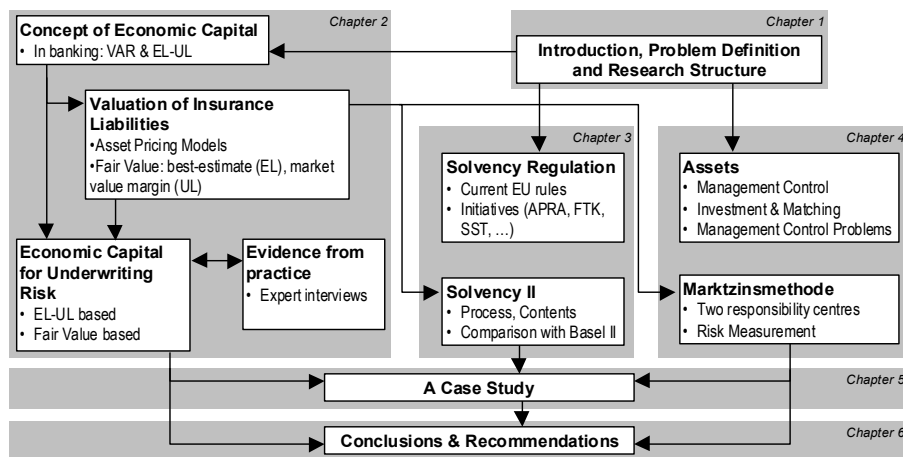 Chapter 2
Concept of Economic Capital
• In banking: VAR & EL-UL
Valuation of Insurance
Liabilities
•Asset Pricing Models
•Fair Value: best-estimate (EL), market
value margin (UL)
Economic Capital
for Underwriting
Risk
• EL-UL based
• Fair Value based
Evidence from
practice
• Expert interviews
Chapter 1
Introduction, Problem Definition
and Research Structure
Chapter 3
Solvency Regulation
• Current EU rules
• Initiatives (APRA, FTK,
SST, ...)
Solvency II
• Process, Contents
• Comparison with Basel II
Chapter 4
Assets
• Management Control
• Investment & Matching
• Management Control Problems
Marktzinsmethode
• Two responsibility centres
• Risk Measurement
Chapter 5
A Case Study
Chapter 6
Conclusions & Recommendations